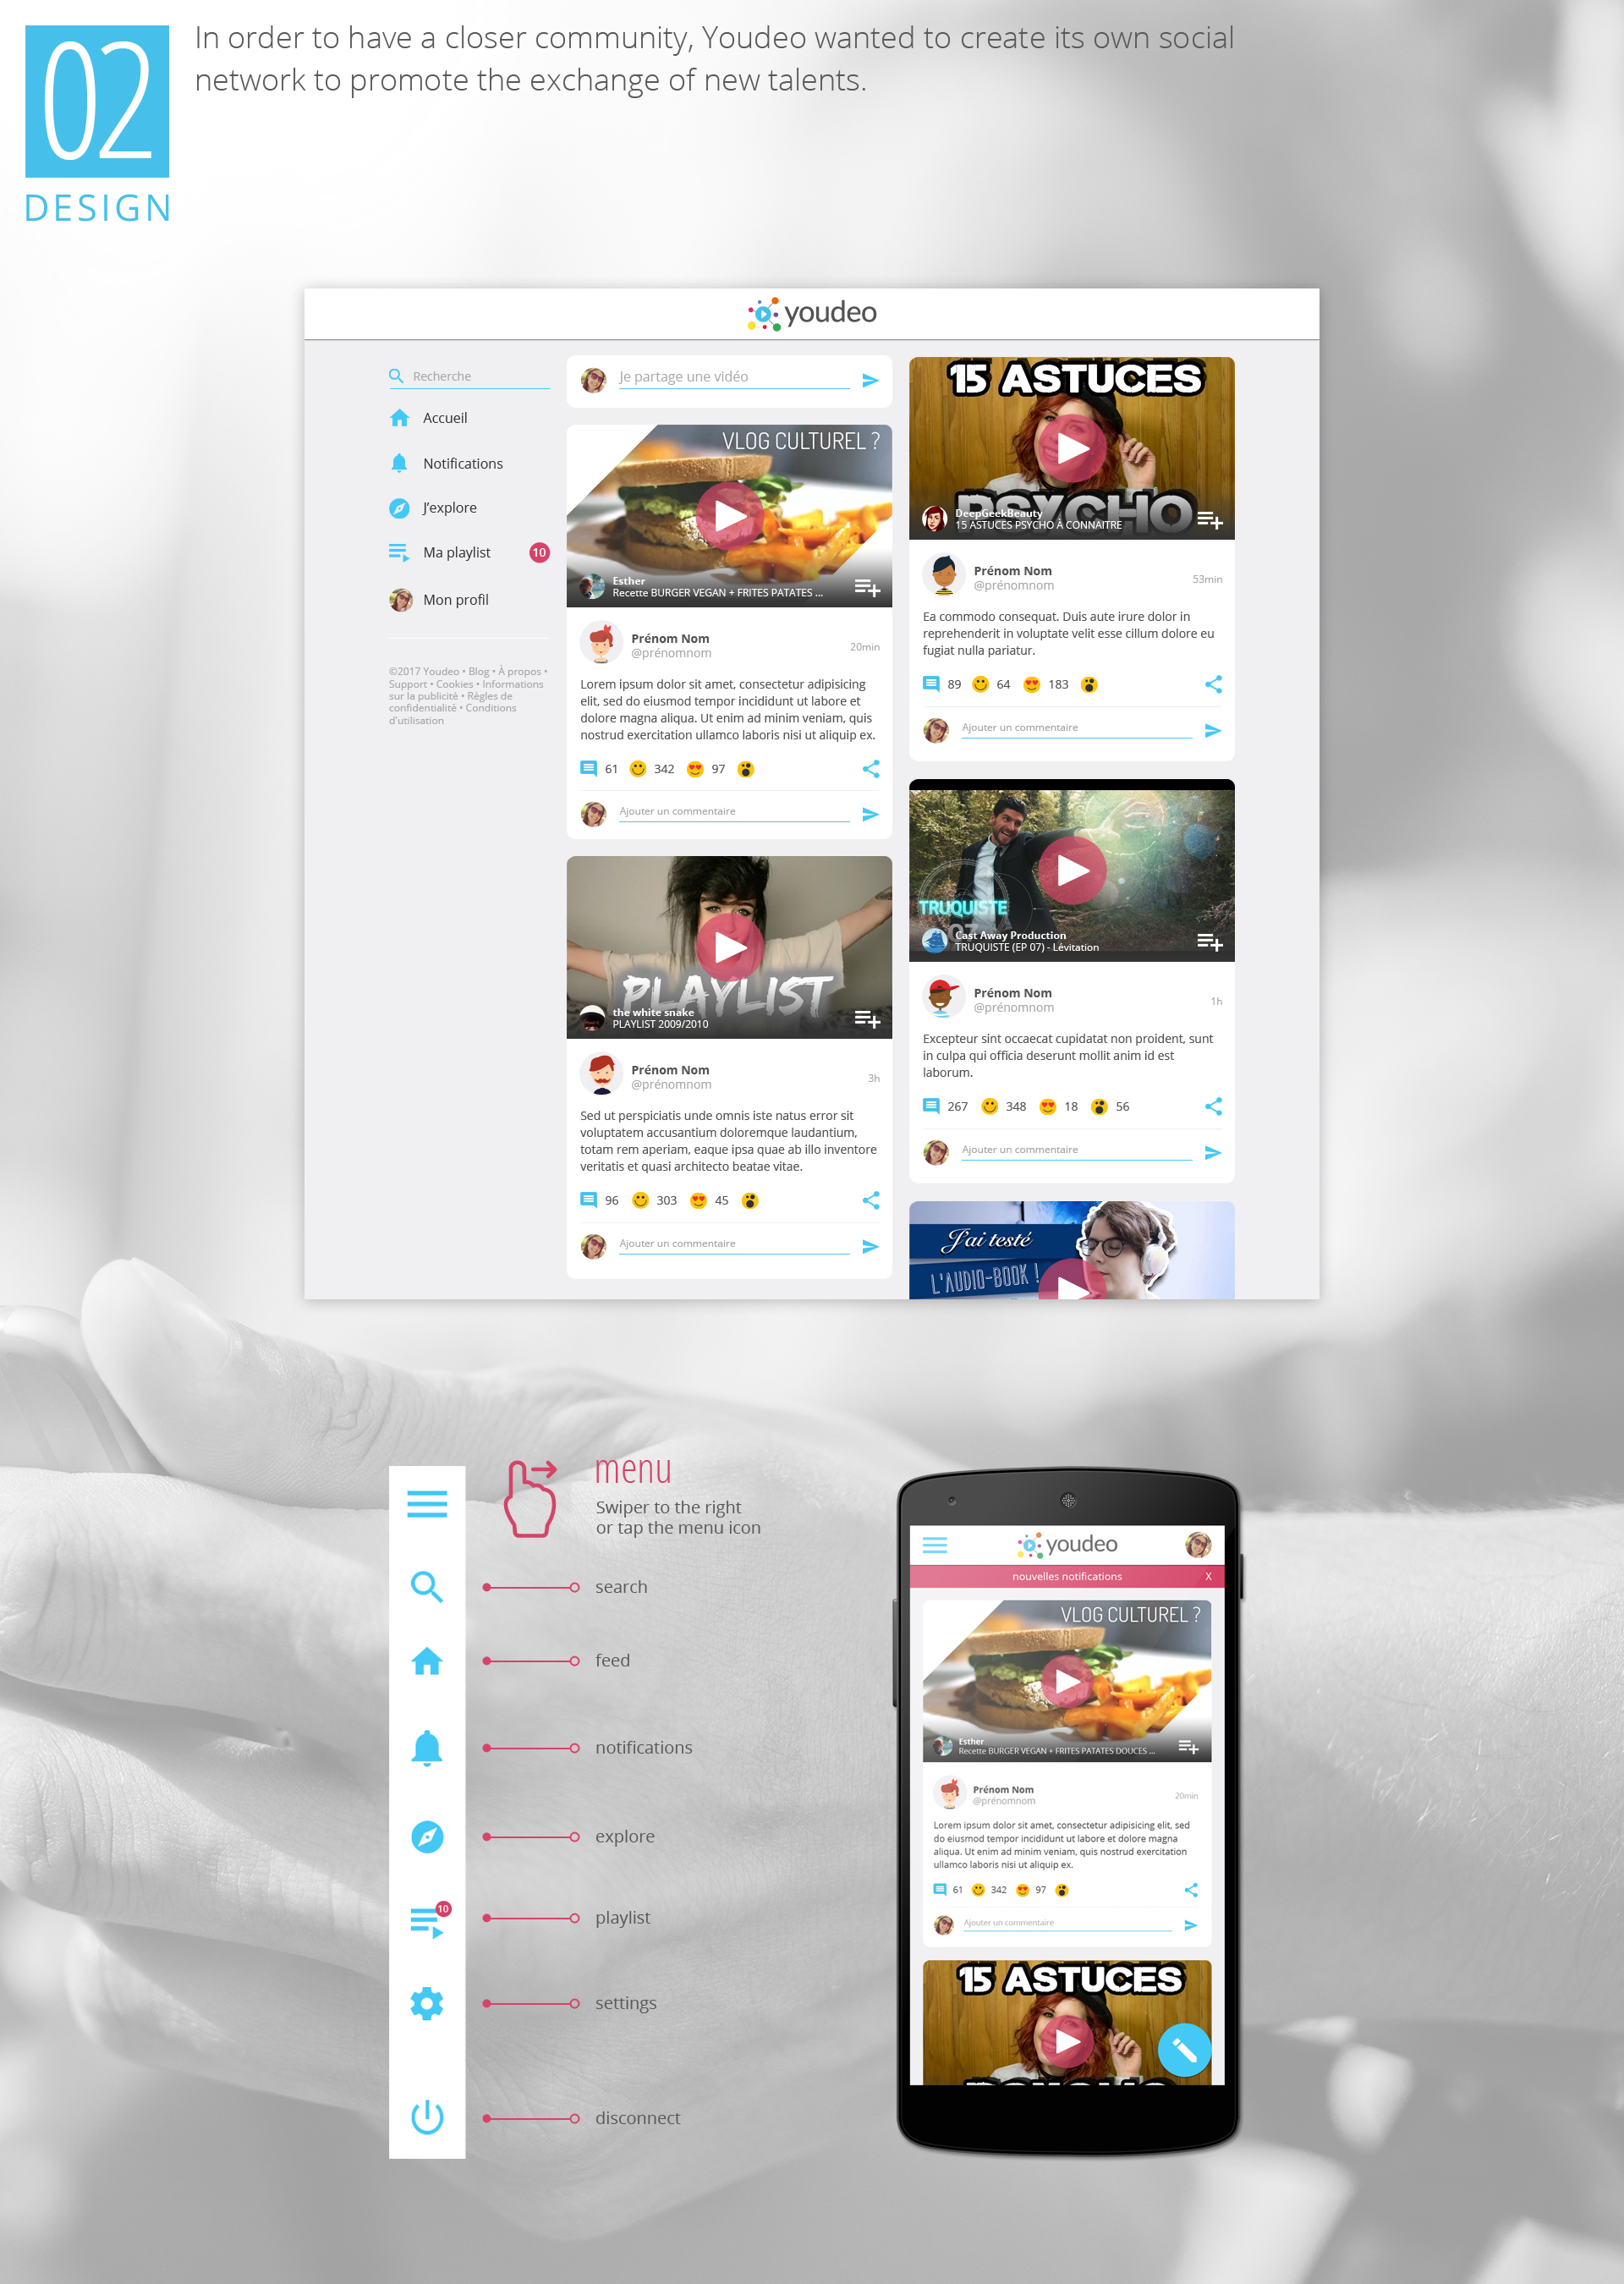 02
DESIGN
In order to have a closer community, Youdeo wanted to create its own social
network to promote the exchange of new talents.
youdeo
Recherche
Accueil
Notifications
J'explore
Ma playlist
10
Mon profil
©2017 Youdeo • Blog • À propos •
Support • Cookies • Informations
sur la publicité • Règles de
confidentialité • Conditions
d'utilisation
Je partage une vidéo
VLOG CULTUREL ?
Esther
Recette BURGER VEGAN + FRITES PATATES ...
Prénom Nom
@prénomnom
20min
Lorem ipsum dolor sit amet, consectetur adipisicing
elit, sed do eiusmod tempor incididunt ut labore et
dolore magna aliqua. Ut enim ad minim veniam, quis
nostrud exercitation ullamco laboris nisi ut aliquip ex.
61 342 97
Ajouter un commentaire
PLAYLIST
the white snake
PLAYLIST 2009/2010
Prénom Nom
@prénomnom
3h
Sed ut perspiciatis unde omnis iste natus error sit
voluptatem accusantium doloremque laudantium,
totam rem aperiam, eaque ipsa quae ab illo inventore
veritatis et quasi architecto beatae vitae.
96 303 45
Ajouter un commentaire
15 ASTUCES
PSYCHO
DeepGeekBeauty
15 ASTUCES PSYCHO À CONNAITRE
Prénom Nom
@prénomnom
53min
Ea commodo consequat. Duis aute irure dolor in
reprehenderit in voluptate velit esse cillum dolore eu
fugiat nulla pariatur.
89 64 183
Ajouter un commentaire
TRUQUISTE
07
Cast Away Production
TRUQUISTE (EP 07) - Lévitation
Prénom Nom
@prénomnom
1h
Excepteur sint occaecat cupidatat non proident, sunt
in culpa qui officia deserunt mollit anim id est
laborum.
267 348 18 56
Ajouter un commentaire
J'ai testé
L'AUDIO-BOOK !
menu
Swiper to the right
or tap the menu icon
search
feed
notifications
explore
10
playlist
settings
disconnect
youdeo
nouvelles notifications X
VLOG CULTUREL ?
Esther
Recette BURGER VEGAN + FRITES PATATES DOUCES ...
Prénom Nom
@prénomnom
20min
Lorem ipsum dolor sit amet, consectetur adipisicing elit, sed
do eiusmod tempor incididunt ut labore et dolore magna
aliqua. Ut enim ad minim veniam, quis nostrud exercitation
ullamco laboris nisi ut aliquip ex.
61 342 97
Ajouter un commentaire
15 ASTUCES
PSYCHO